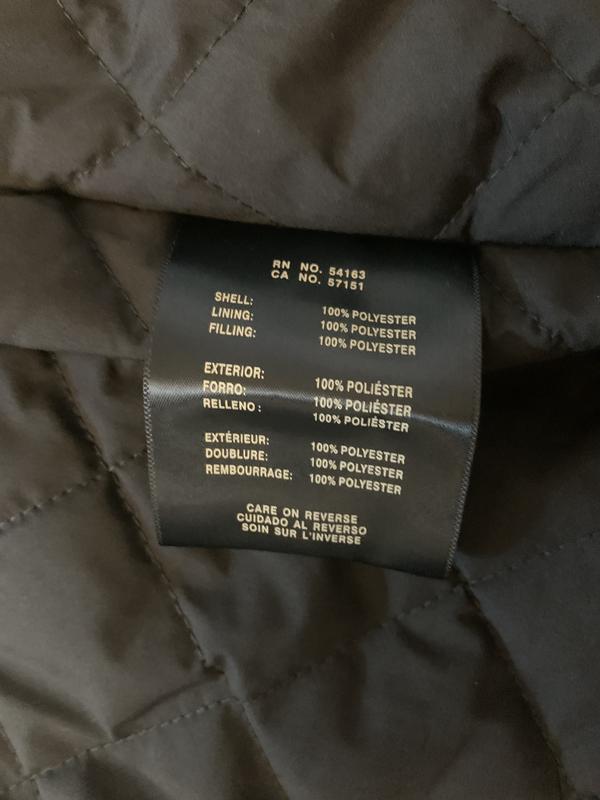 RN NO. 54163
CA NO. 57151
SHELL: 100% POLYESTER
LINING: 100% POLYESTER
FILLING: 100% POLYESTER
EXTERIOR: 100% POLIÉSTER
FORRO: 100% POLIÉSTER
RELLENO: 100% POLIÉSTER
EXTÉRIEUR: 100% POLYESTER
DOUBLURE: 100% POLYESTER
REMBOURRAGE: 100% POLYESTER
CARE ON REVERSE
CUIDADO AL REVERSO
SOIN SUR L'INVERSE